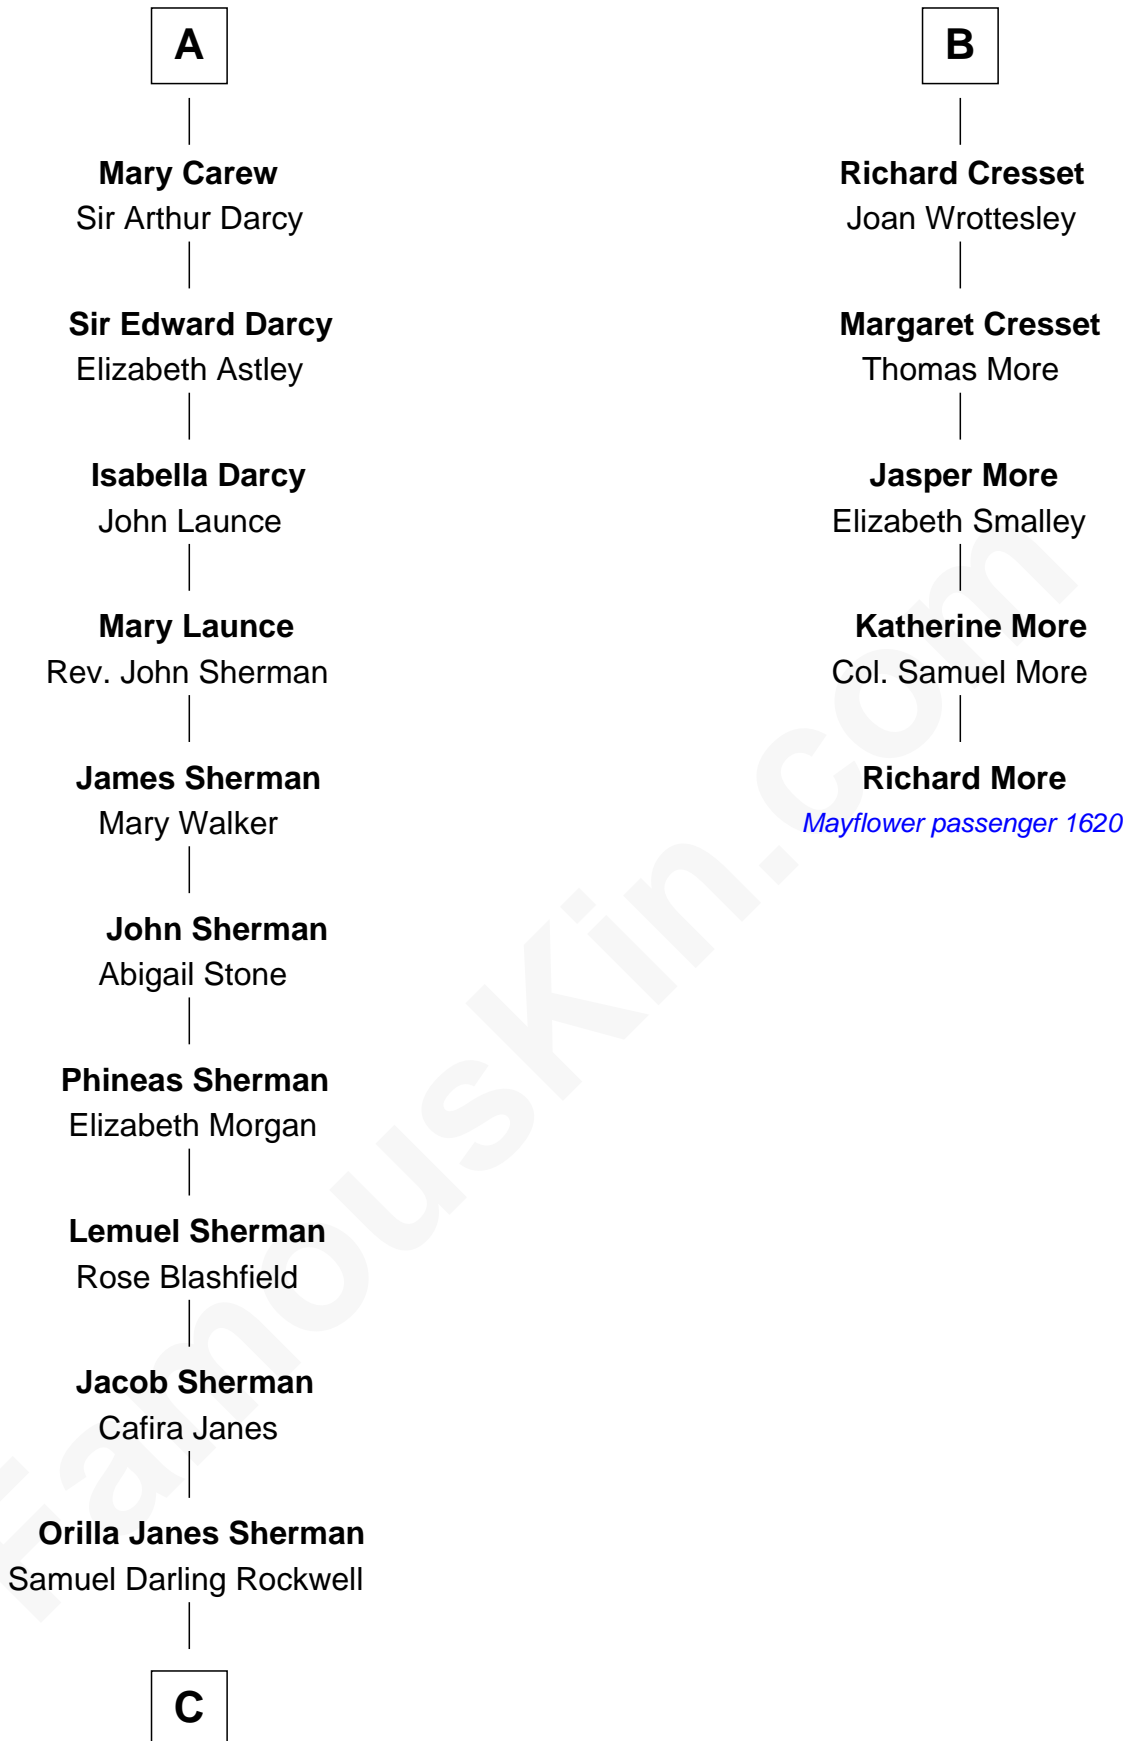 A
Mary Carew
Sir Arthur Darcy
Sir Edward Darcy
Elizabeth Astley
Isabella Darcy
John Launce
Mary Launce
Rev. John Sherman
James Sherman
Mary Walker
John Sherman
Abigail Stone
Phineas Sherman
Elizabeth Morgan
Lemuel Sherman
Rose Blashfield
Jacob Sherman
Cafira Janes
Orilla Janes Sherman
Samuel Darling Rockwell
C
B
Richard Cresset
Joan Wrottesley
Margaret Cresset
Thomas More
Jasper More
Elizabeth Smalley
Katherine More
Col. Samuel More
Richard More
Mayflower passenger 1620
FamousKin.com